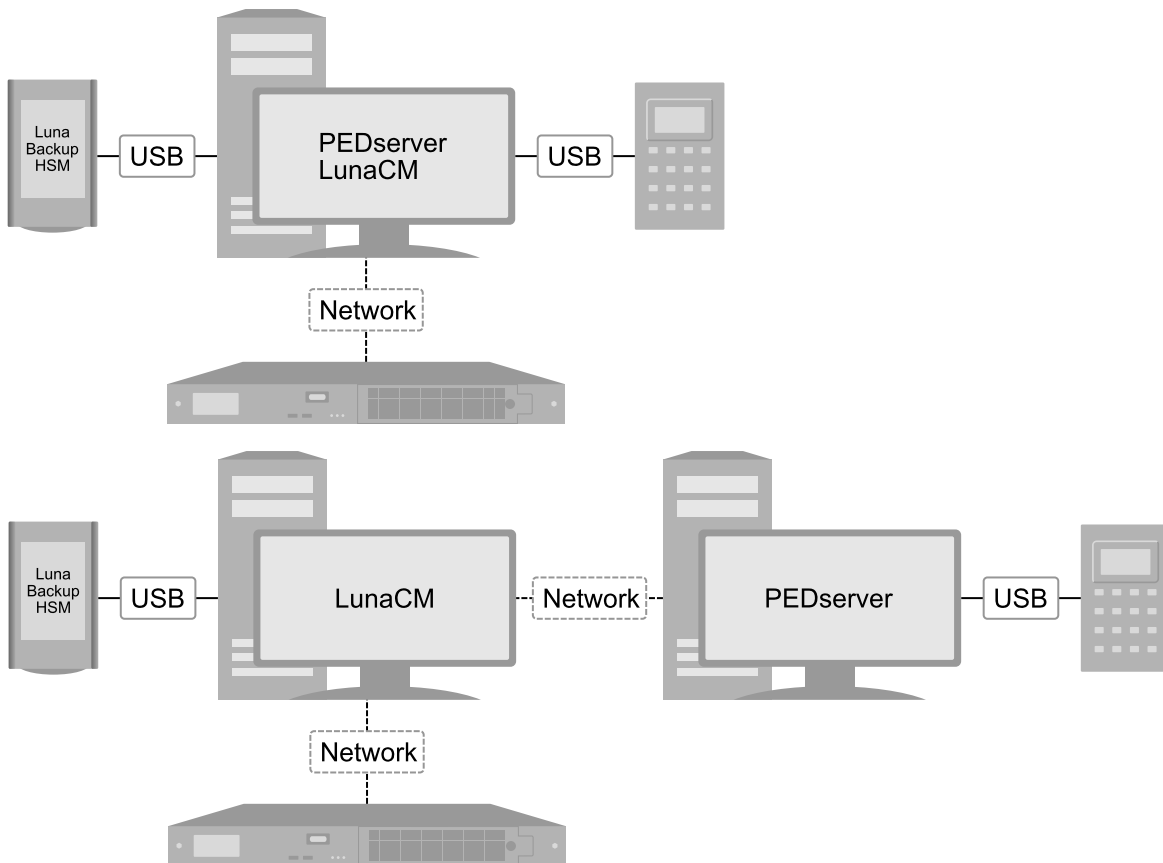 Luna
Backup
HSM
USB
PEDserver
LunaCM
USB
Network
Luna
Backup
HSM
USB
LunaCM
Network
PEDserver
USB
Network